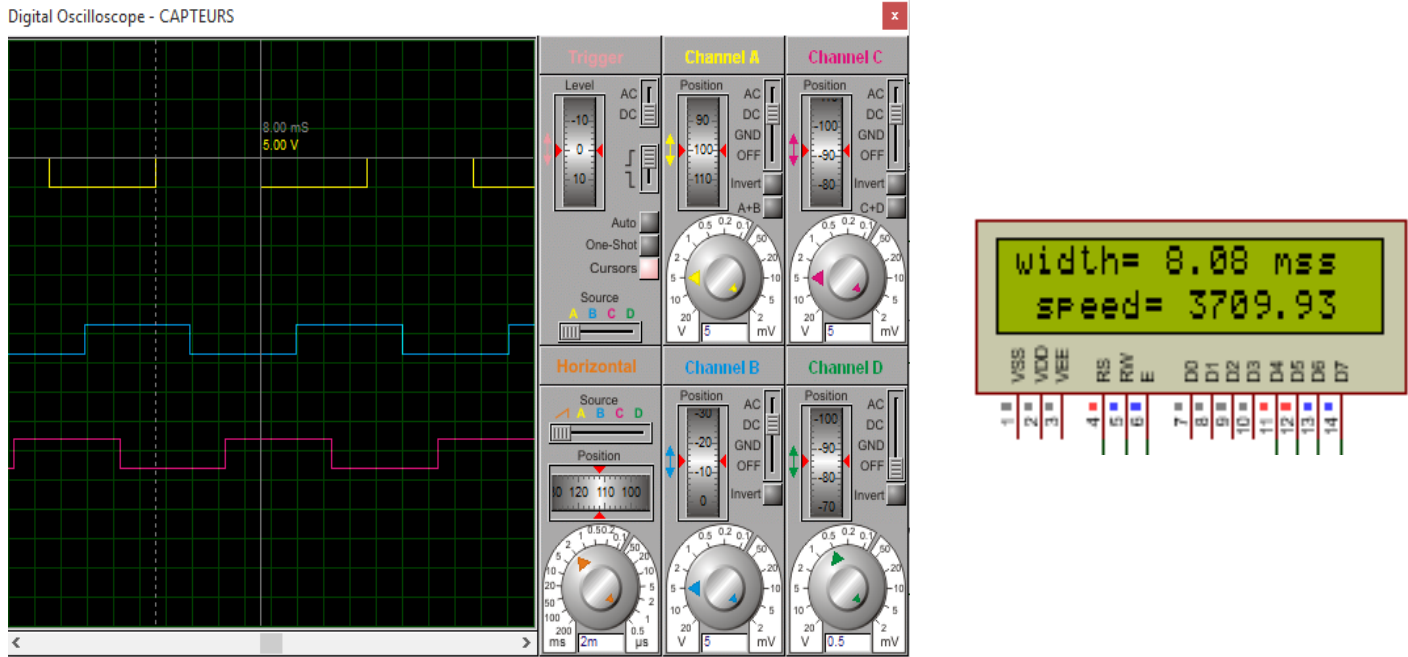 Digital Oscilloscope - CAPTEURS
x
8.00 mS
5.00 V
Trigger
Level
AC
DC
-10
0
10
Auto
One-Shot
Cursors
Source
A B C D
Channel A
Position
AC
DC
GND
OFF
90
-100
-110
Invert
A+B
V
5
mV
Channel C
Position
AC
DC
GND
OFF
-100
-90
-80
Invert
C+D
V
5
mV
Horizontal
Source
A B C D
Position
120 110 100
ms
2m
µs
Channel B
Position
AC
DC
GND
OFF
-30
-20
-10
0
Invert
V
5
mV
Channel D
Position
AC
DC
GND
OFF
-100
-90
-80
-70
Invert
V
0.5
mV
width= 8.08 mss
speed= 3709.93
VSS VDD VEE RS RW E D0 D1 D2 D3 D4 D5 D6 D7
1 2 3 4 5 6 7 8 9 10 11 12 13 14